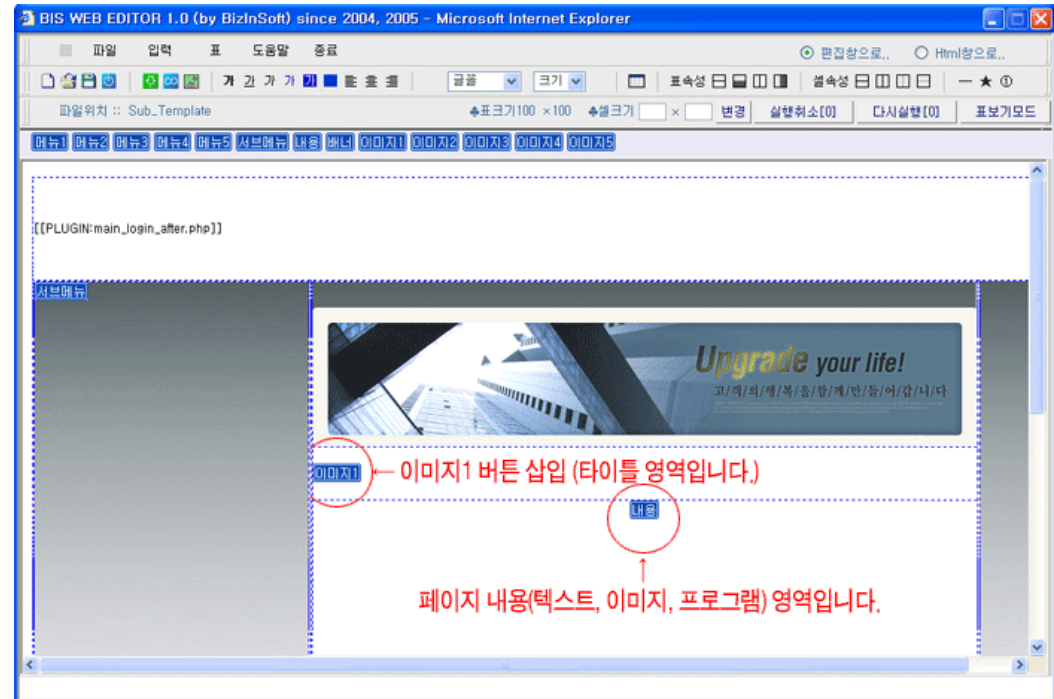 BIS WEB EDITOR 1.0 (by BizInSoft) since 2004, 2005 - Microsoft Internet Explorer
파일 입력 표 도움말 종료 편집창으로.. Html창으로..
가 간 가 가 가 글꼴 크기 표속성 셀속성
파일위치 :: Sub_Template ♣표크기100 ×100 ♣셀크기 × 변경 실행취소[0] 다시실행[0] 표보기모드
메뉴1 메뉴2 메뉴3 메뉴4 메뉴5 서브메뉴 내용 배너 이미지1 이미지2 이미지3 이미지4 이미지5
[[PLUGIN:main_login_after.php]]
서브메뉴
Upgrade your life!
고/객/의/행/복/을/함/께/만/들/어/갑/니/다
이미지1 ← 이미지1 버튼 삽입 (타이틀 영역입니다.)
내용
↑
페이지 내용(텍스트, 이미지, 프로그램) 영역입니다.